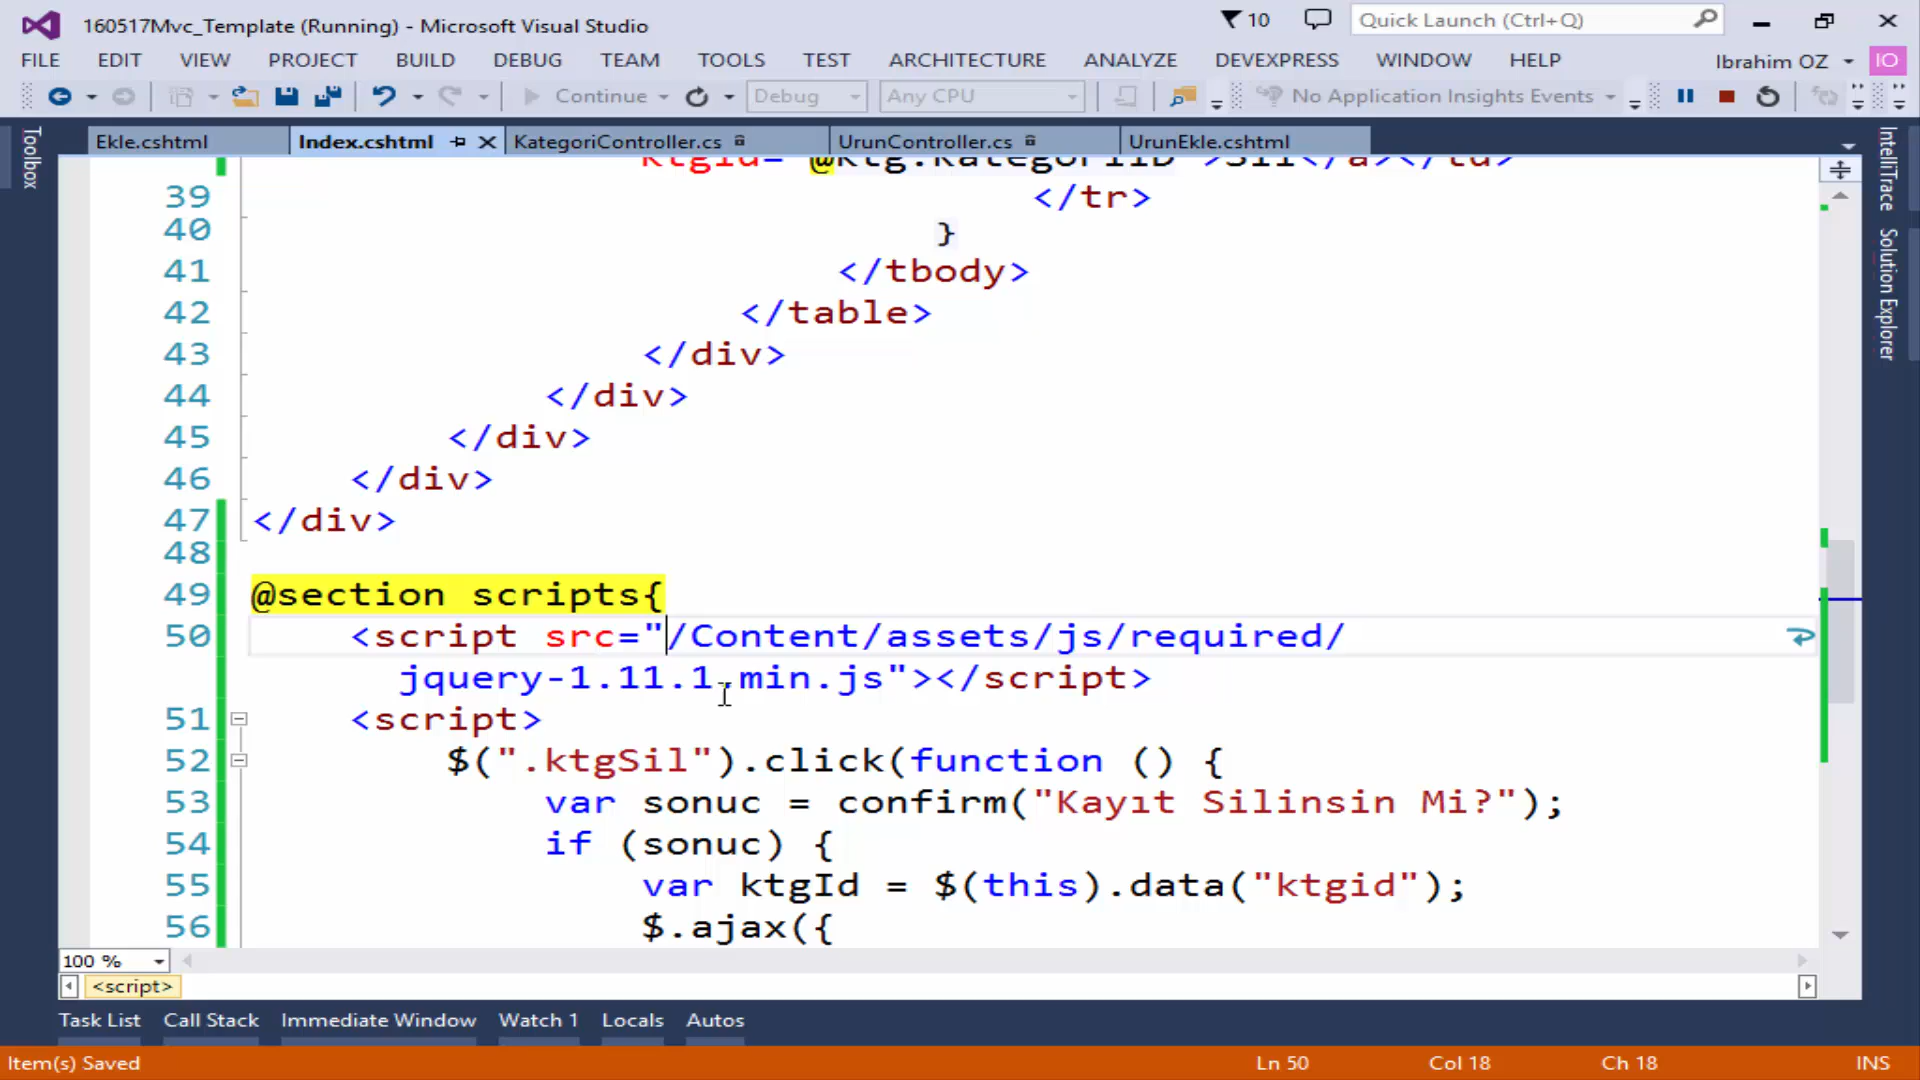 160517Mvc_Template (Running) - Microsoft Visual Studio
10
Quick Launch (Ctrl+Q)
FILE EDIT VIEW PROJECT BUILD DEBUG TEAM TOOLS TEST ARCHITECTURE ANALYZE DEVEXPRESS WINDOW HELP
Ibrahim OZ
IO
Continue
Debug
Any CPU
No Application Insights Events
Toolbox
Ekle.cshtml
Index.cshtml
KategoriController.cs
UrunController.cs
UrunEkle.cshtml
IntelliTrace
Solution Explorer
ktgid="@ktg.KategoriID">Sil</a></td>
39 </tr>
40 }
41 </tbody>
42 </table>
43 </div>
44 </div>
45 </div>
46 </div>
47 </div>
48
49 @section scripts{
50 <script src="/Content/assets/js/required/
jquery-1.11.1.min.js"></script>
51 <script>
52 $(".ktgSil").click(function () {
53 var sonuc = confirm("Kayıt Silinsin Mi?");
54 if (sonuc) {
55 var ktgId = $(this).data("ktgid");
56 $.ajax({
100 %
<script>
Task List Call Stack Immediate Window Watch 1 Locals Autos
Item(s) Saved
Ln 50
Col 18
Ch 18
INS